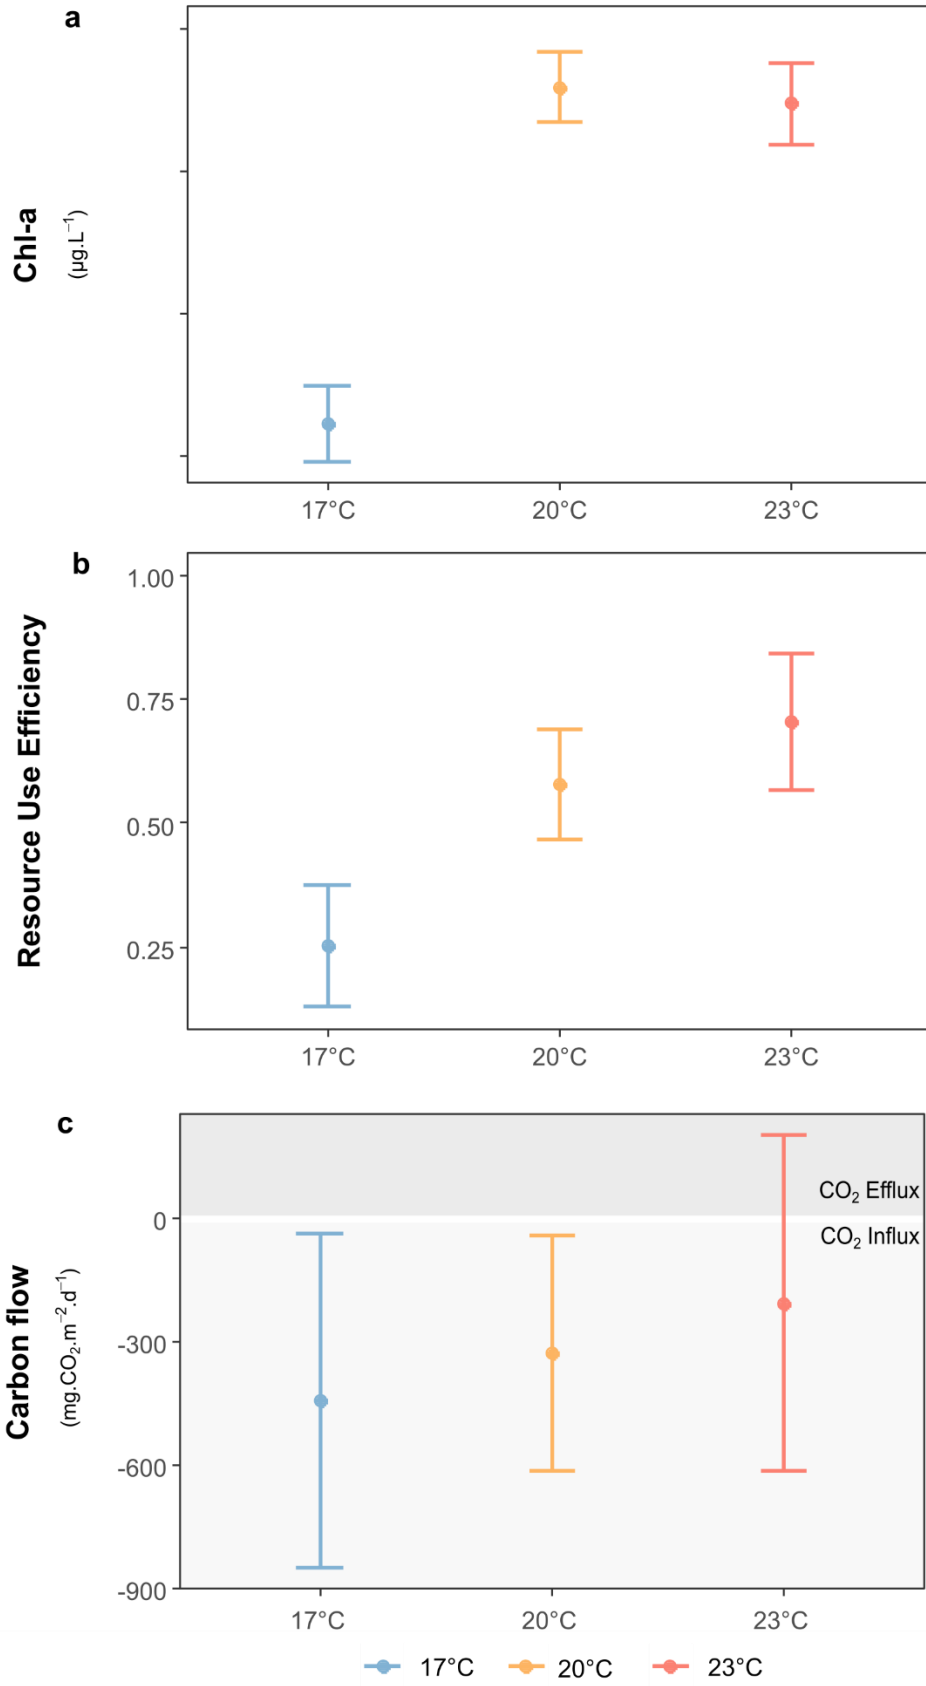 a
Chl-a
(µg.L⁻¹)
17°C 20°C 23°C
b
Resource Use Efficiency
1.00
0.75
0.50
0.25
17°C 20°C 23°C
c
Carbon flow
(mg.CO₂.m⁻².d⁻¹)
CO₂ Efflux
0
CO₂ Influx
-300
-600
-900
17°C 20°C 23°C
17°C 20°C 23°C